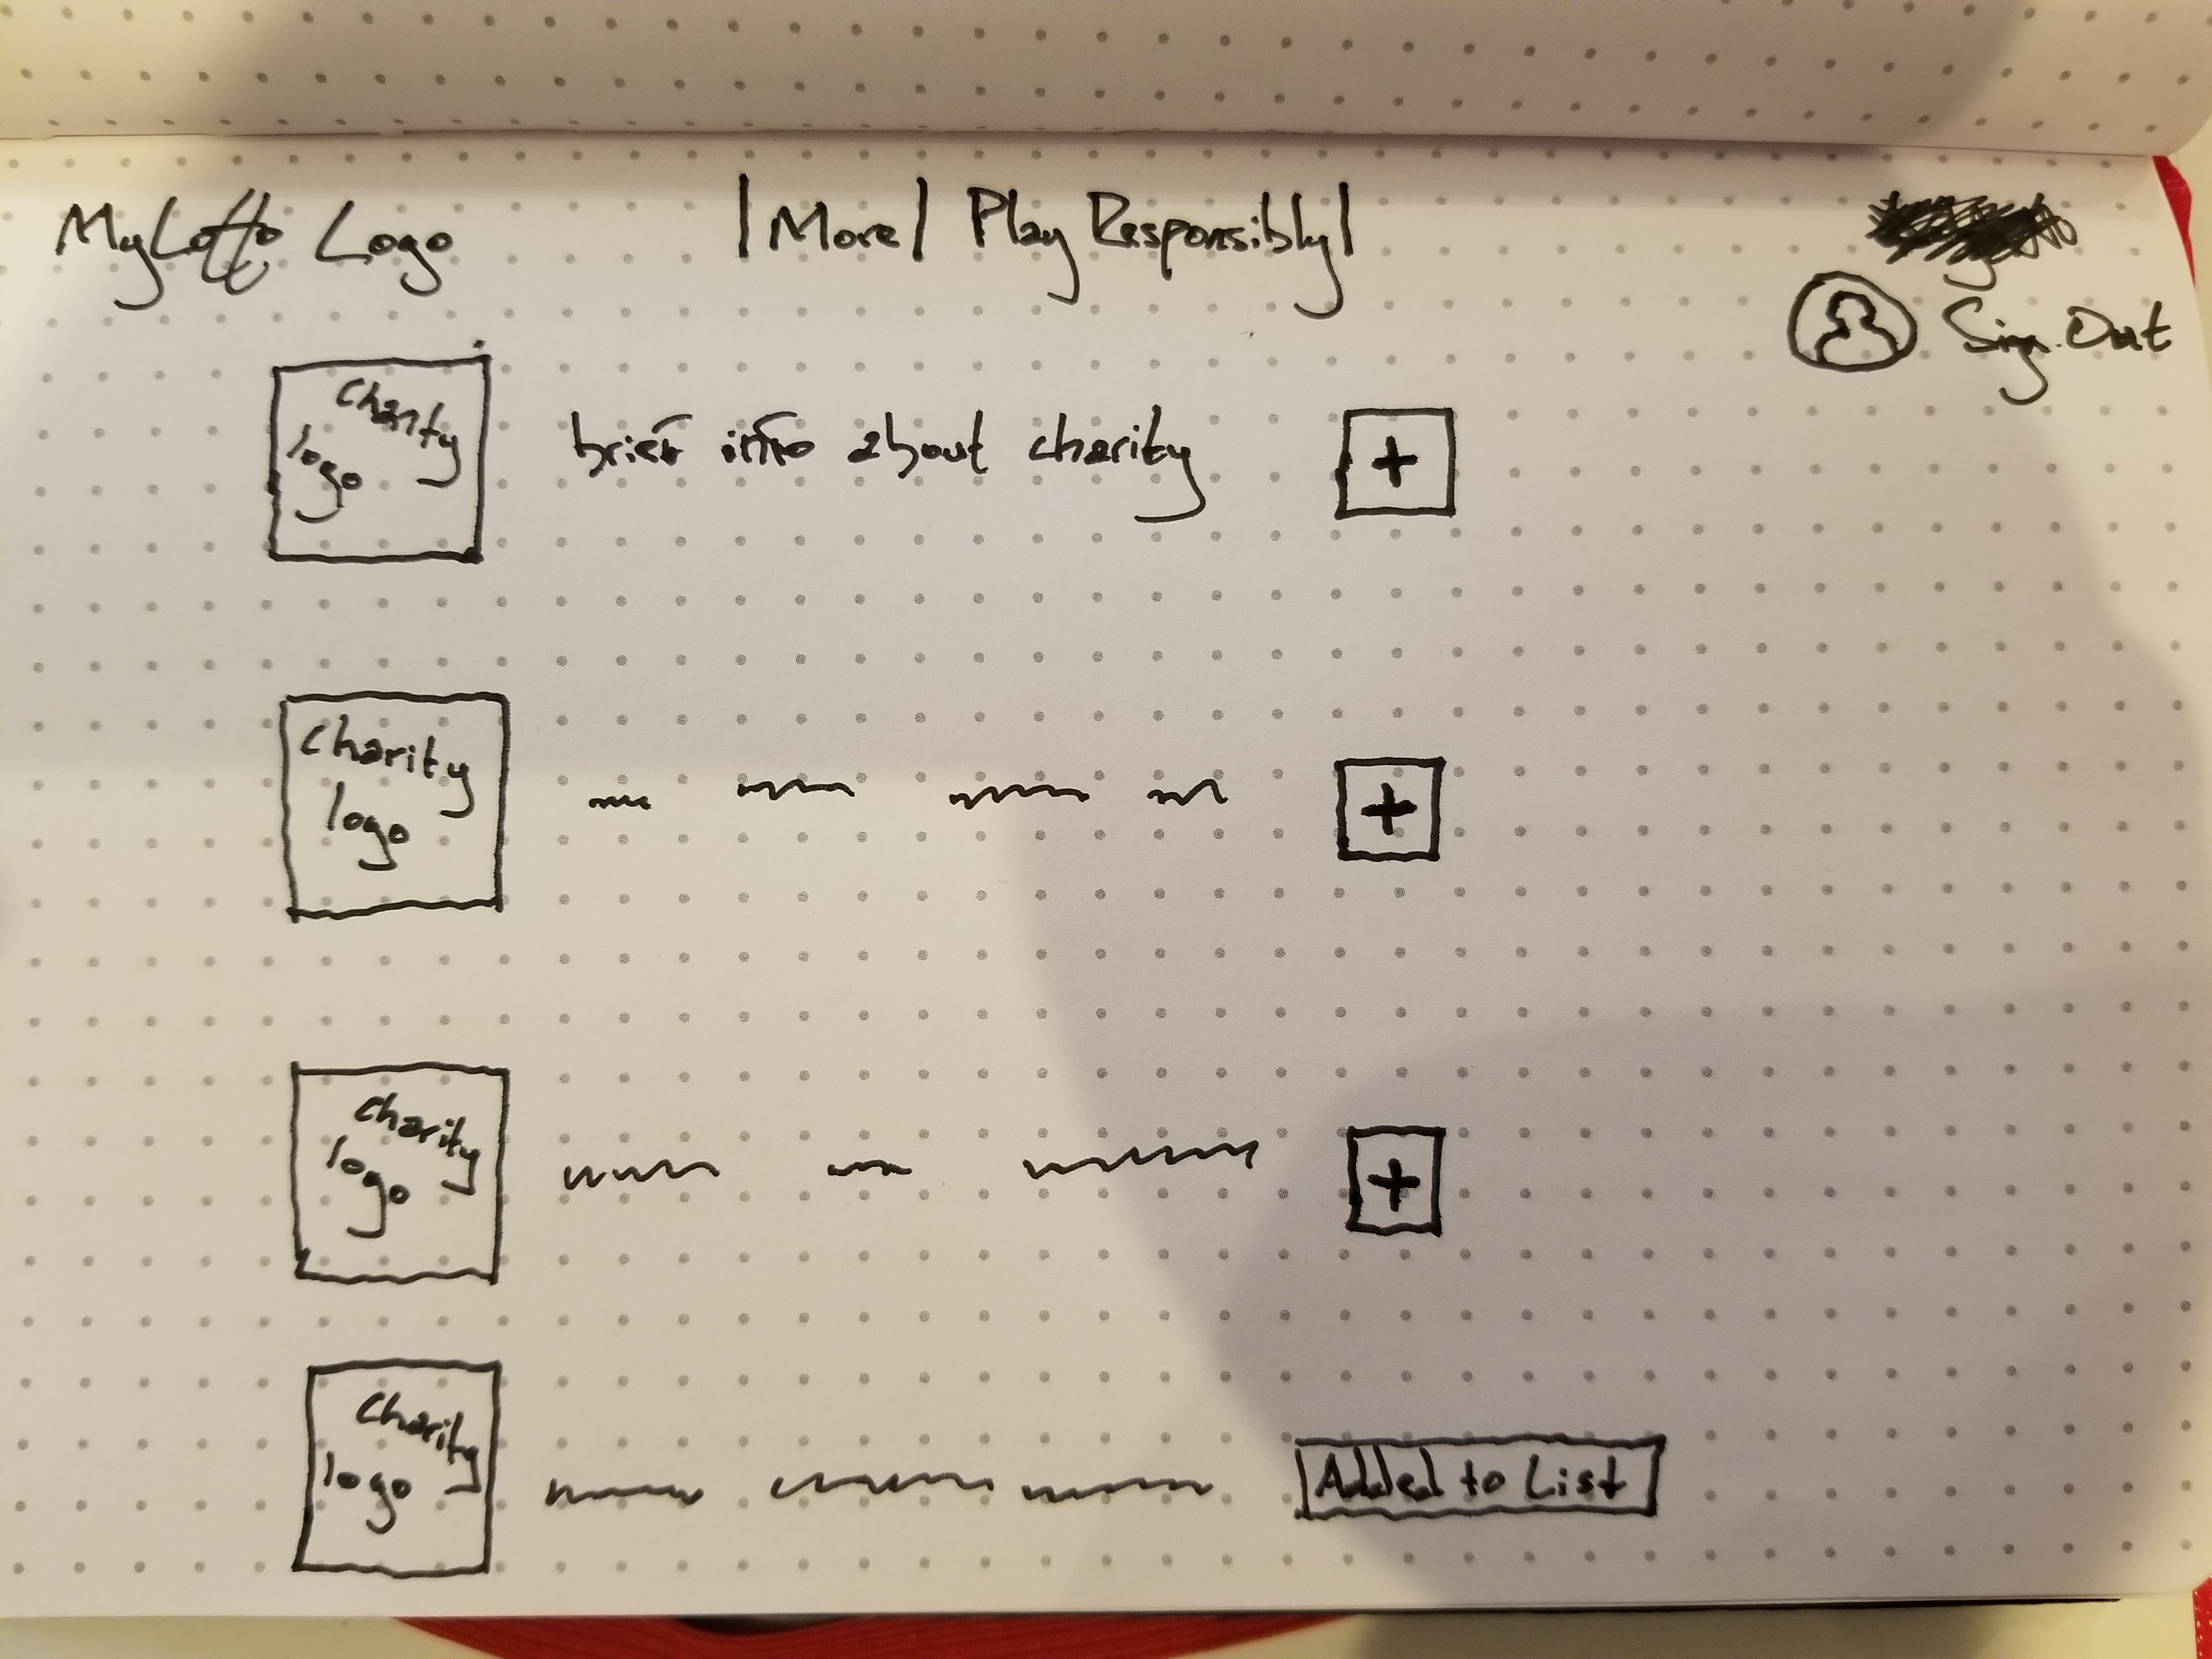 MyLotto Logo | More | Play Responsibly |
Sign Out
charity
logo
brief info about charity
+
charity
logo
+
charity
logo
+
charity
logo
Added to List